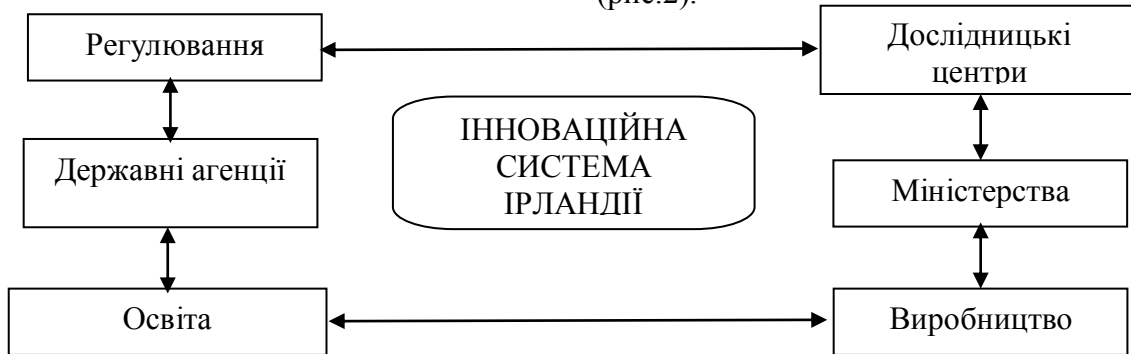 (рис.2).
Регулювання
Дослідницькі
центри
ІННОВАЦІЙНА
СИСТЕМА
ІРЛАНДІЇ
Державні агенції
Міністерства
Освіта
Виробництво